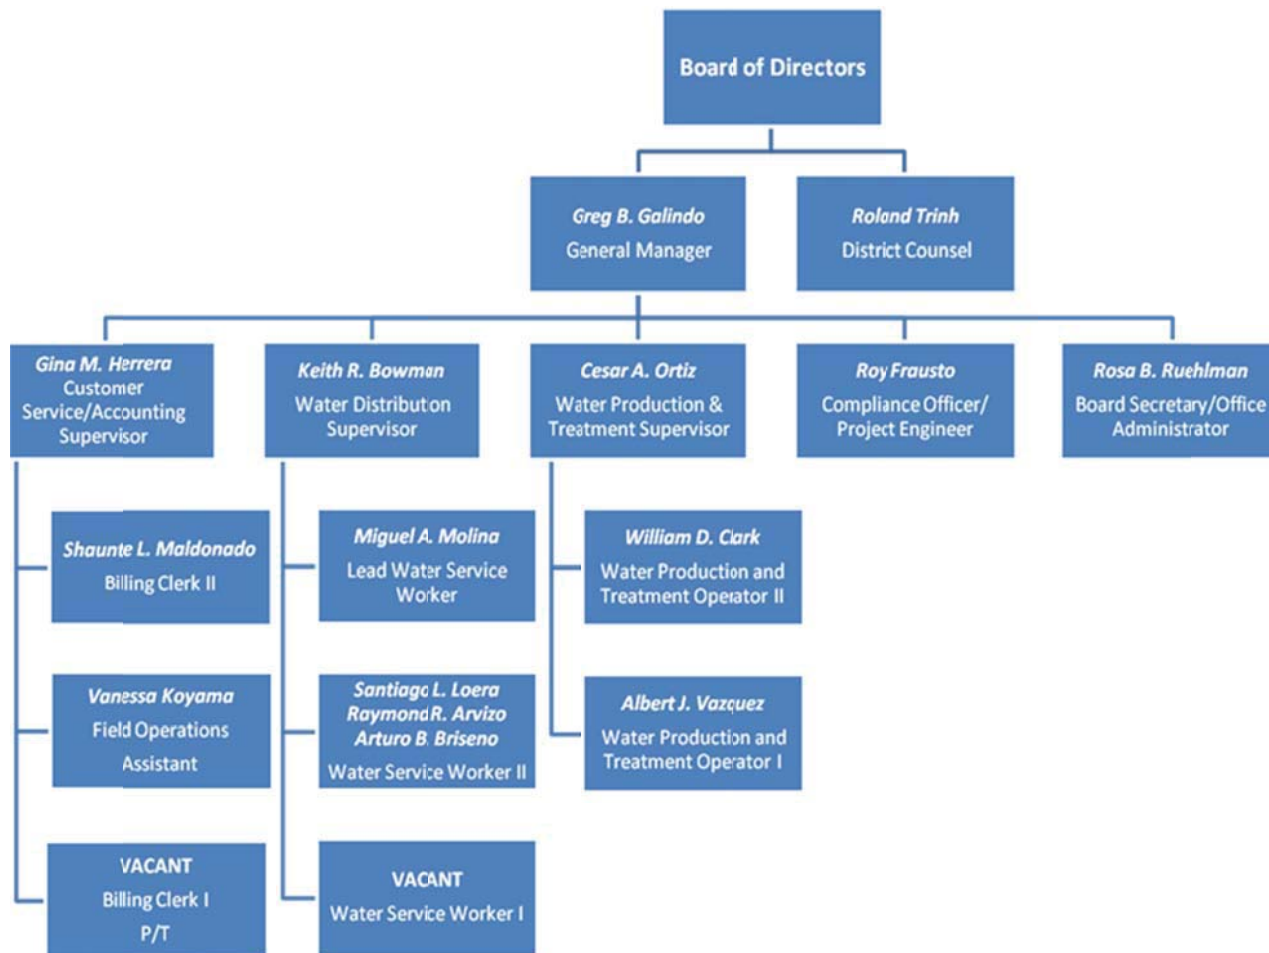 Board of Directors
Greg B. Galindo
General Manager
Roland Trinh
District Counsel
Gina M. Herrera
Customer
Service/Accounting
Supervisor
Keith R. Bowman
Water Distribution
Supervisor
Cesar A. Ortiz
Water Production &
Treatment Supervisor
Roy Frausto
Compliance Officer/
Project Engineer
Rosa B. Ruehlman
Board Secretary/Office
Administrator
Shaunte L. Maldonado
Billing Clerk II
Miguel A. Molina
Lead Water Service
Worker
William D. Clark
Water Production and
Treatment Operator II
Vanessa Koyama
Field Operations
Assistant
Santiago L. Loera
Raymond R. Arvizo
Arturo B. Briseno
Water Service Worker II
Albert J. Vazquez
Water Production and
Treatment Operator I
VACANT
Billing Clerk I
P/T
VACANT
Water Service Worker I